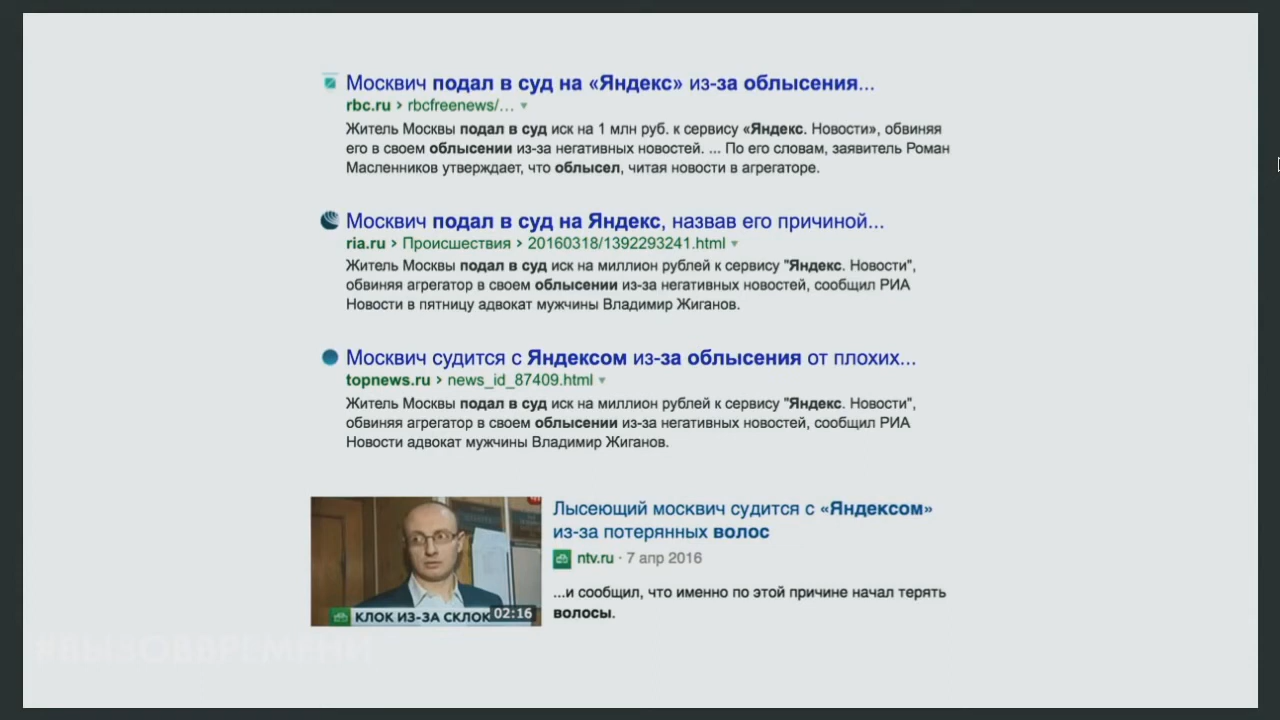 Москвич подал в суд на «Яндекс» из-за облысения...
rbc.ru › rbcfreenews/…
Житель Москвы подал в суд иск на 1 млн руб. к сервису «Яндекс. Новости», обвиняя
его в своем облысении из-за негативных новостей. ... По его словам, заявитель Роман
Масленников утверждает, что облысел, читая новости в агрегаторе.
Москвич подал в суд на Яндекс, назвав его причиной...
ria.ru › Происшествия › 20160318/1392293241.html
Житель Москвы подал в суд иск на миллион рублей к сервису "Яндекс. Новости",
обвиняя агрегатор в своем облысении из-за негативных новостей, сообщил РИА
Новости в пятницу адвокат мужчины Владимир Жиганов.
Москвич судится с Яндексом из-за облысения от плохих...
topnews.ru › news_id_87409.html
Житель Москвы подал в суд иск на миллион рублей к сервису "Яндекс. Новости",
обвиняя агрегатор в своем облысении из-за негативных новостей, сообщил РИА
Новости адвокат мужчины Владимир Жиганов.
КЛОК ИЗ-ЗА СКЛОК
02:16
Лысеющий москвич судится с «Яндексом»
из-за потерянных волос
ntv.ru · 7 апр 2016
...и сообщил, что именно по этой причине начал терять
волосы.
#ВЫЗОВВРЕМЕНИ